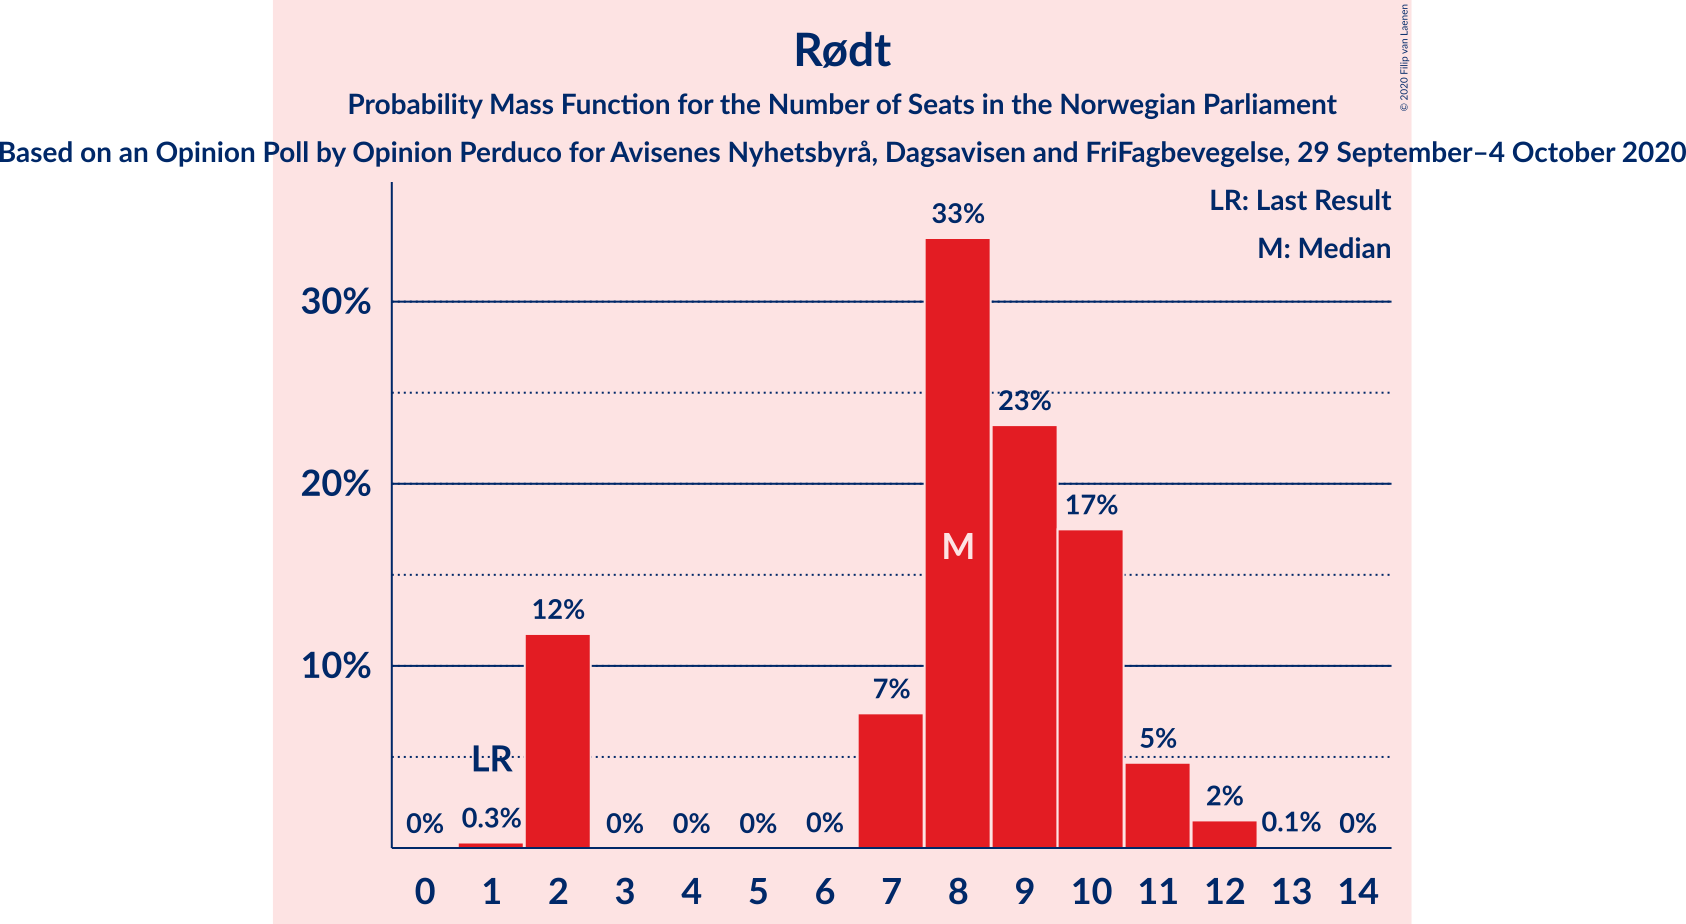 Rødt
© 2020 Filip van Laenen
Probability Mass Function for the Number of Seats in the Norwegian Parliament
Based on an Opinion Poll by Opinion Perduco for Avisenes Nyhetsbyrå, Dagsavisen and FriFagbevegelse, 29 September–4 October 2020
LR: Last Result
M: Median
33%
30%
23%
20%
17%
M
12%
10%
7%
5%
LR
2%
0% 0.3% 0% 0% 0% 0% 0.1% 0%
0 1 2 3 4 5 6 7 8 9 10 11 12 13 14